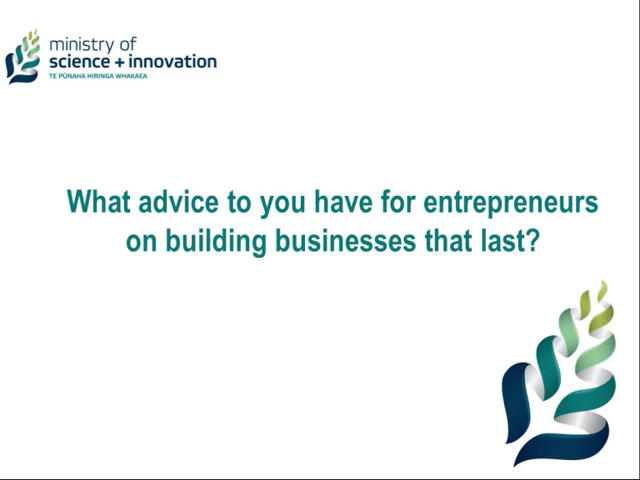 ministry of
science + innovation
TE PŪNAHA HIRINGA WHAKAEA
What advice to you have for entrepreneurs
on building businesses that last?